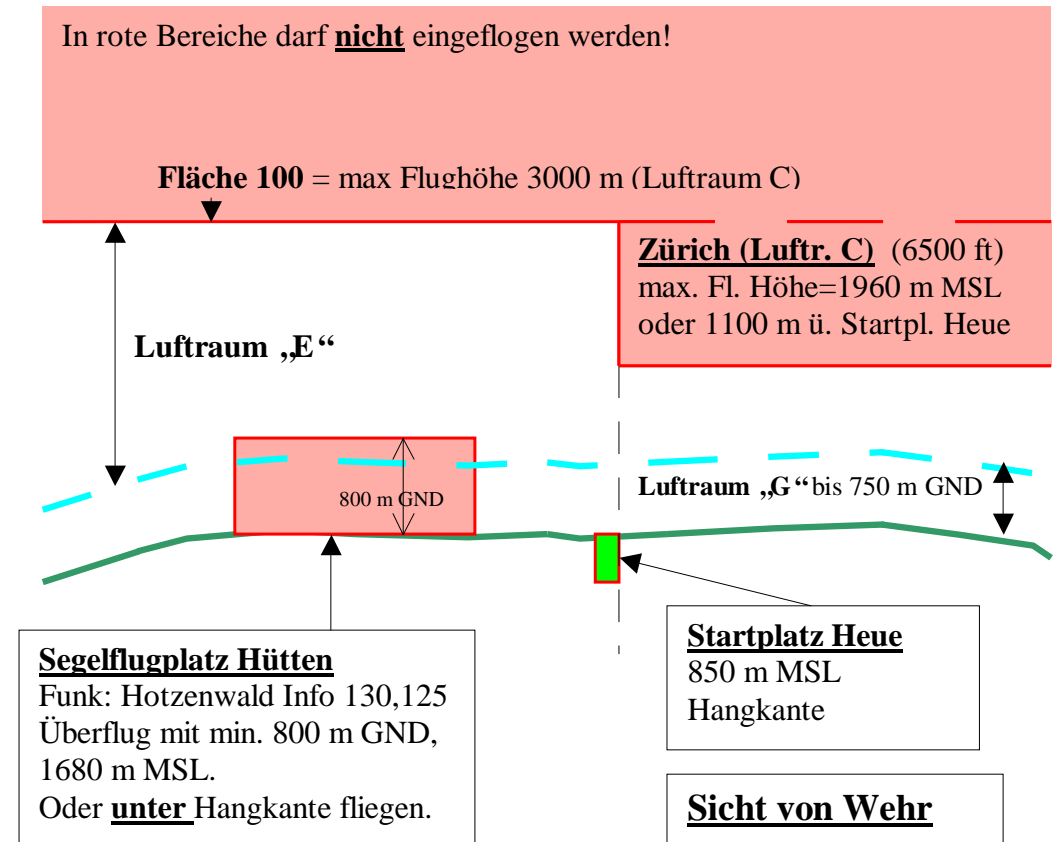 In rote Bereiche darf nicht eingeflogen werden!
Fläche 100 = max Flughöhe 3000 m (Luftraum C)
Zürich (Luftr. C) (6500 ft)
max. Fl. Höhe=1960 m MSL
oder 1100 m ü. Startpl. Heue
Luftraum „E“
800 m GND
Luftraum „G“ bis 750 m GND
Segelflugplatz Hütten
Funk: Hotzenwald Info 130,125
Überflug mit min. 800 m GND,
1680 m MSL.
Oder unter Hangkante fliegen.
Startplatz Heue
850 m MSL
Hangkante
Sicht von Wehr